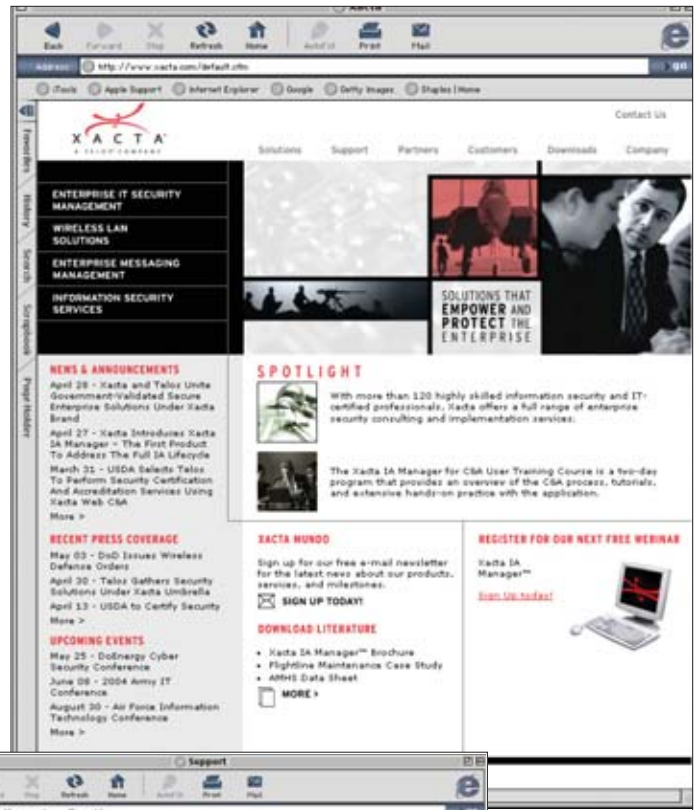 Xacta
Back Forward Stop Refresh Home AutoFill Print Mail
Address http://www.xacta.com/default.cfm go
iTools Apple Support Internet Explorer Google Getty Images Staples | Home
Favorites
History
Search
Scrapbook
Page Holder
XACTA
A TELOS COMPANY
Contact Us
Solutions Support Partners Customers Downloads Company
ENTERPRISE IT SECURITY
MANAGEMENT
WIRELESS LAN
SOLUTIONS
ENTERPRISE MESSAGING
MANAGEMENT
INFORMATION SECURITY
SERVICES
SOLUTIONS THAT
EMPOWER AND
PROTECT THE
ENTERPRISE
NEWS & ANNOUNCEMENTS
April 28 - Xacta and Telos Unite
Government-Validated Secure
Enterprise Solutions Under Xacta
Brand
April 27 - Xacta Introduces Xacta
IA Manager - The First Product
To Address The Full IA Lifecycle
March 31 - USDA Selects Telos
To Perform Security Certification
And Accreditation Services Using
Xacta Web C&A
More >
RECENT PRESS COVERAGE
May 03 - DoD Issues Wireless
Defense Orders
April 30 - Telos Gathers Security
Solutions Under Xacta Umbrella
April 13 - USDA to Certify Security
More >
UPCOMING EVENTS
May 25 - DoEnergy Cyber
Security Conference
June 08 - 2004 Army IT
Conference
August 30 - Air Force Information
Technology Conference
More >
SPOTLIGHT
With more than 120 highly skilled information security and IT-
certified professionals, Xacta offers a full range of enterprise
security consulting and implementation services.
The Xacta IA Manager for C&A User Training Course is a two-day
program that provides an overview of the C&A process, tutorials,
and extensive hands-on practice with the application.
XACTA MUNDO
Sign up for our free e-mail newsletter
for the latest news about our products,
services, and milestones.
SIGN UP TODAY!
DOWNLOAD LITERATURE
• Xacta IA Manager™ Brochure
• Flightline Maintenance Case Study
• AMHS Data Sheet
MORE >
REGISTER FOR OUR NEXT FREE WEBINAR
Xacta IA
Manager™
Sign Up today!
Support
Stop Refresh Home AutoFill Print Mail